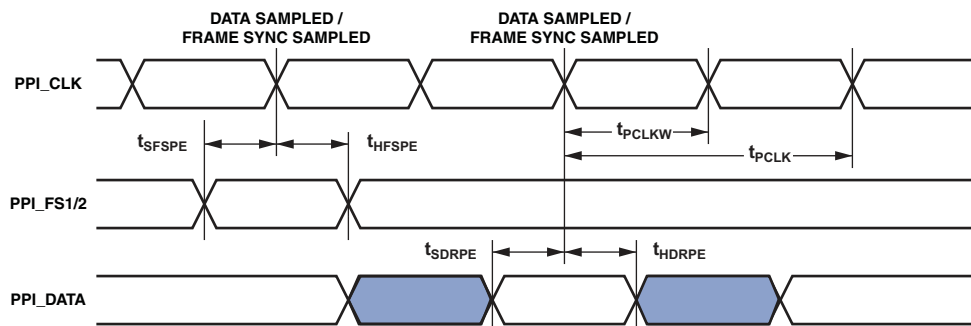 DATA SAMPLED /
FRAME SYNC SAMPLED
DATA SAMPLED /
FRAME SYNC SAMPLED
PPI_CLK
tPCLKW
tSFSPE
tHFSPE
tPCLK
PPI_FS1/2
tSDRPE
tHDRPE
PPI_DATA